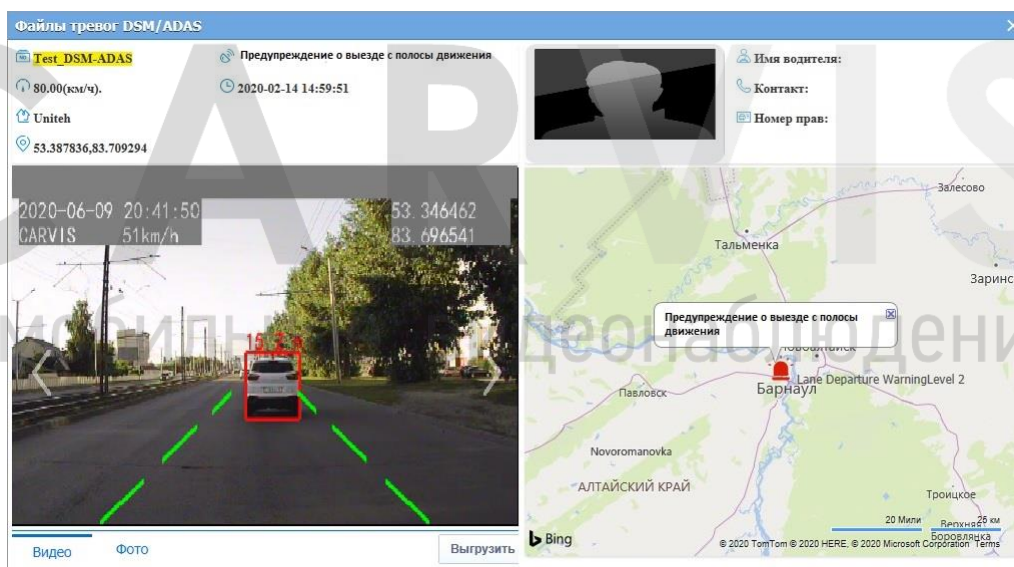 Файлы тревог DSM/ADAS
Test_DSM-ADAS
Предупреждение о выезде с полосы движения
80.00(км/ч).
2020-02-14 14:59:51
Uniteh
53.387836,83.709294
Имя водителя:
Контакт:
Номер прав:
CARVIS
2020-06-09 20:41:50
53.346462
CARVIS 51km/h
83.696541
Залесово
Тальменка
Заринс
Предупреждение о выезде с полосы
движения
Lane Departure WarningLevel 2
Барнаул
Павловск
Novoromanovka
АЛТАЙСКИЙ КРАЙ
Троицкое
20 Мили
25 км
Верхняя
Боровлянка
Bing
© 2020 TomTom © 2020 HERE, © 2020 Microsoft Corporation Terms
Видео
Фото
Выгрузить